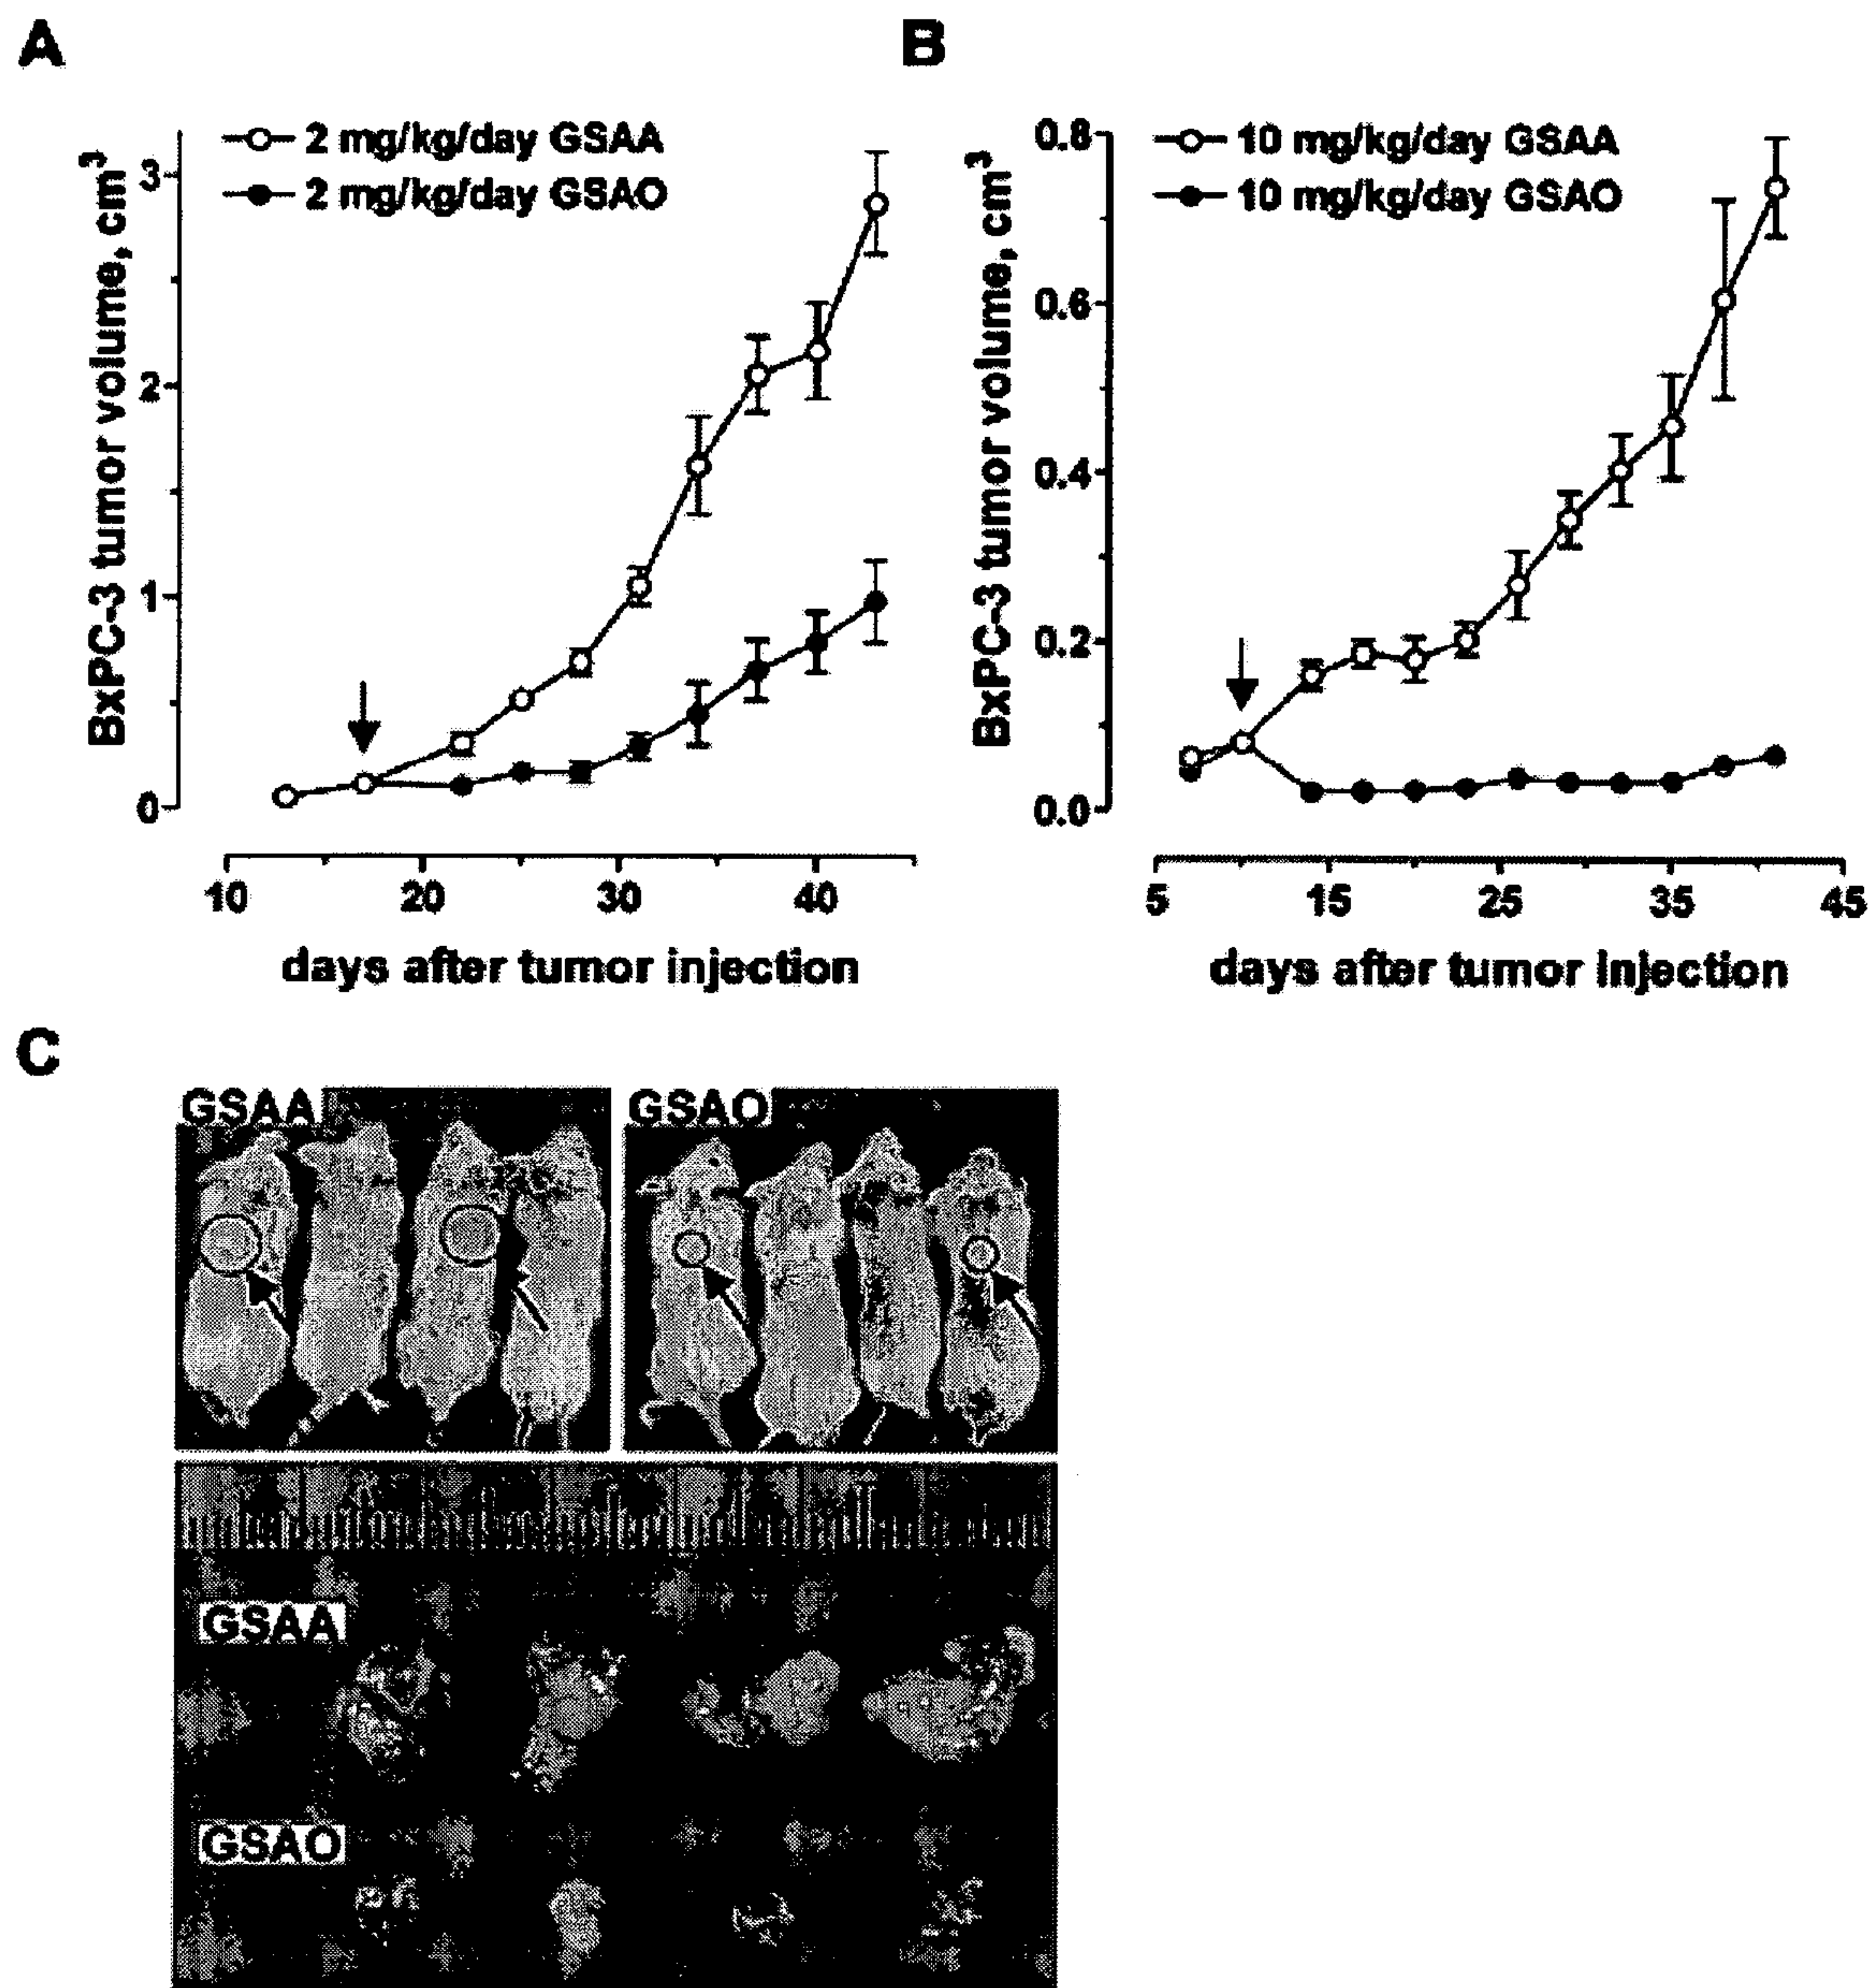 A
2 mg/kg/day GSAA
2 mg/kg/day GSAO
BxPC-3 tumor volume, cm³
3
2
1
0
10 20 30 40
days after tumor injection
B
10 mg/kg/day GSAA
10 mg/kg/day GSAO
BxPC-3 tumor volume, cm³
0.8
0.6
0.4
0.2
0.0
5 15 25 35 45
days after tumor injection
C
GSAA
GSAO
GSAA
GSAO